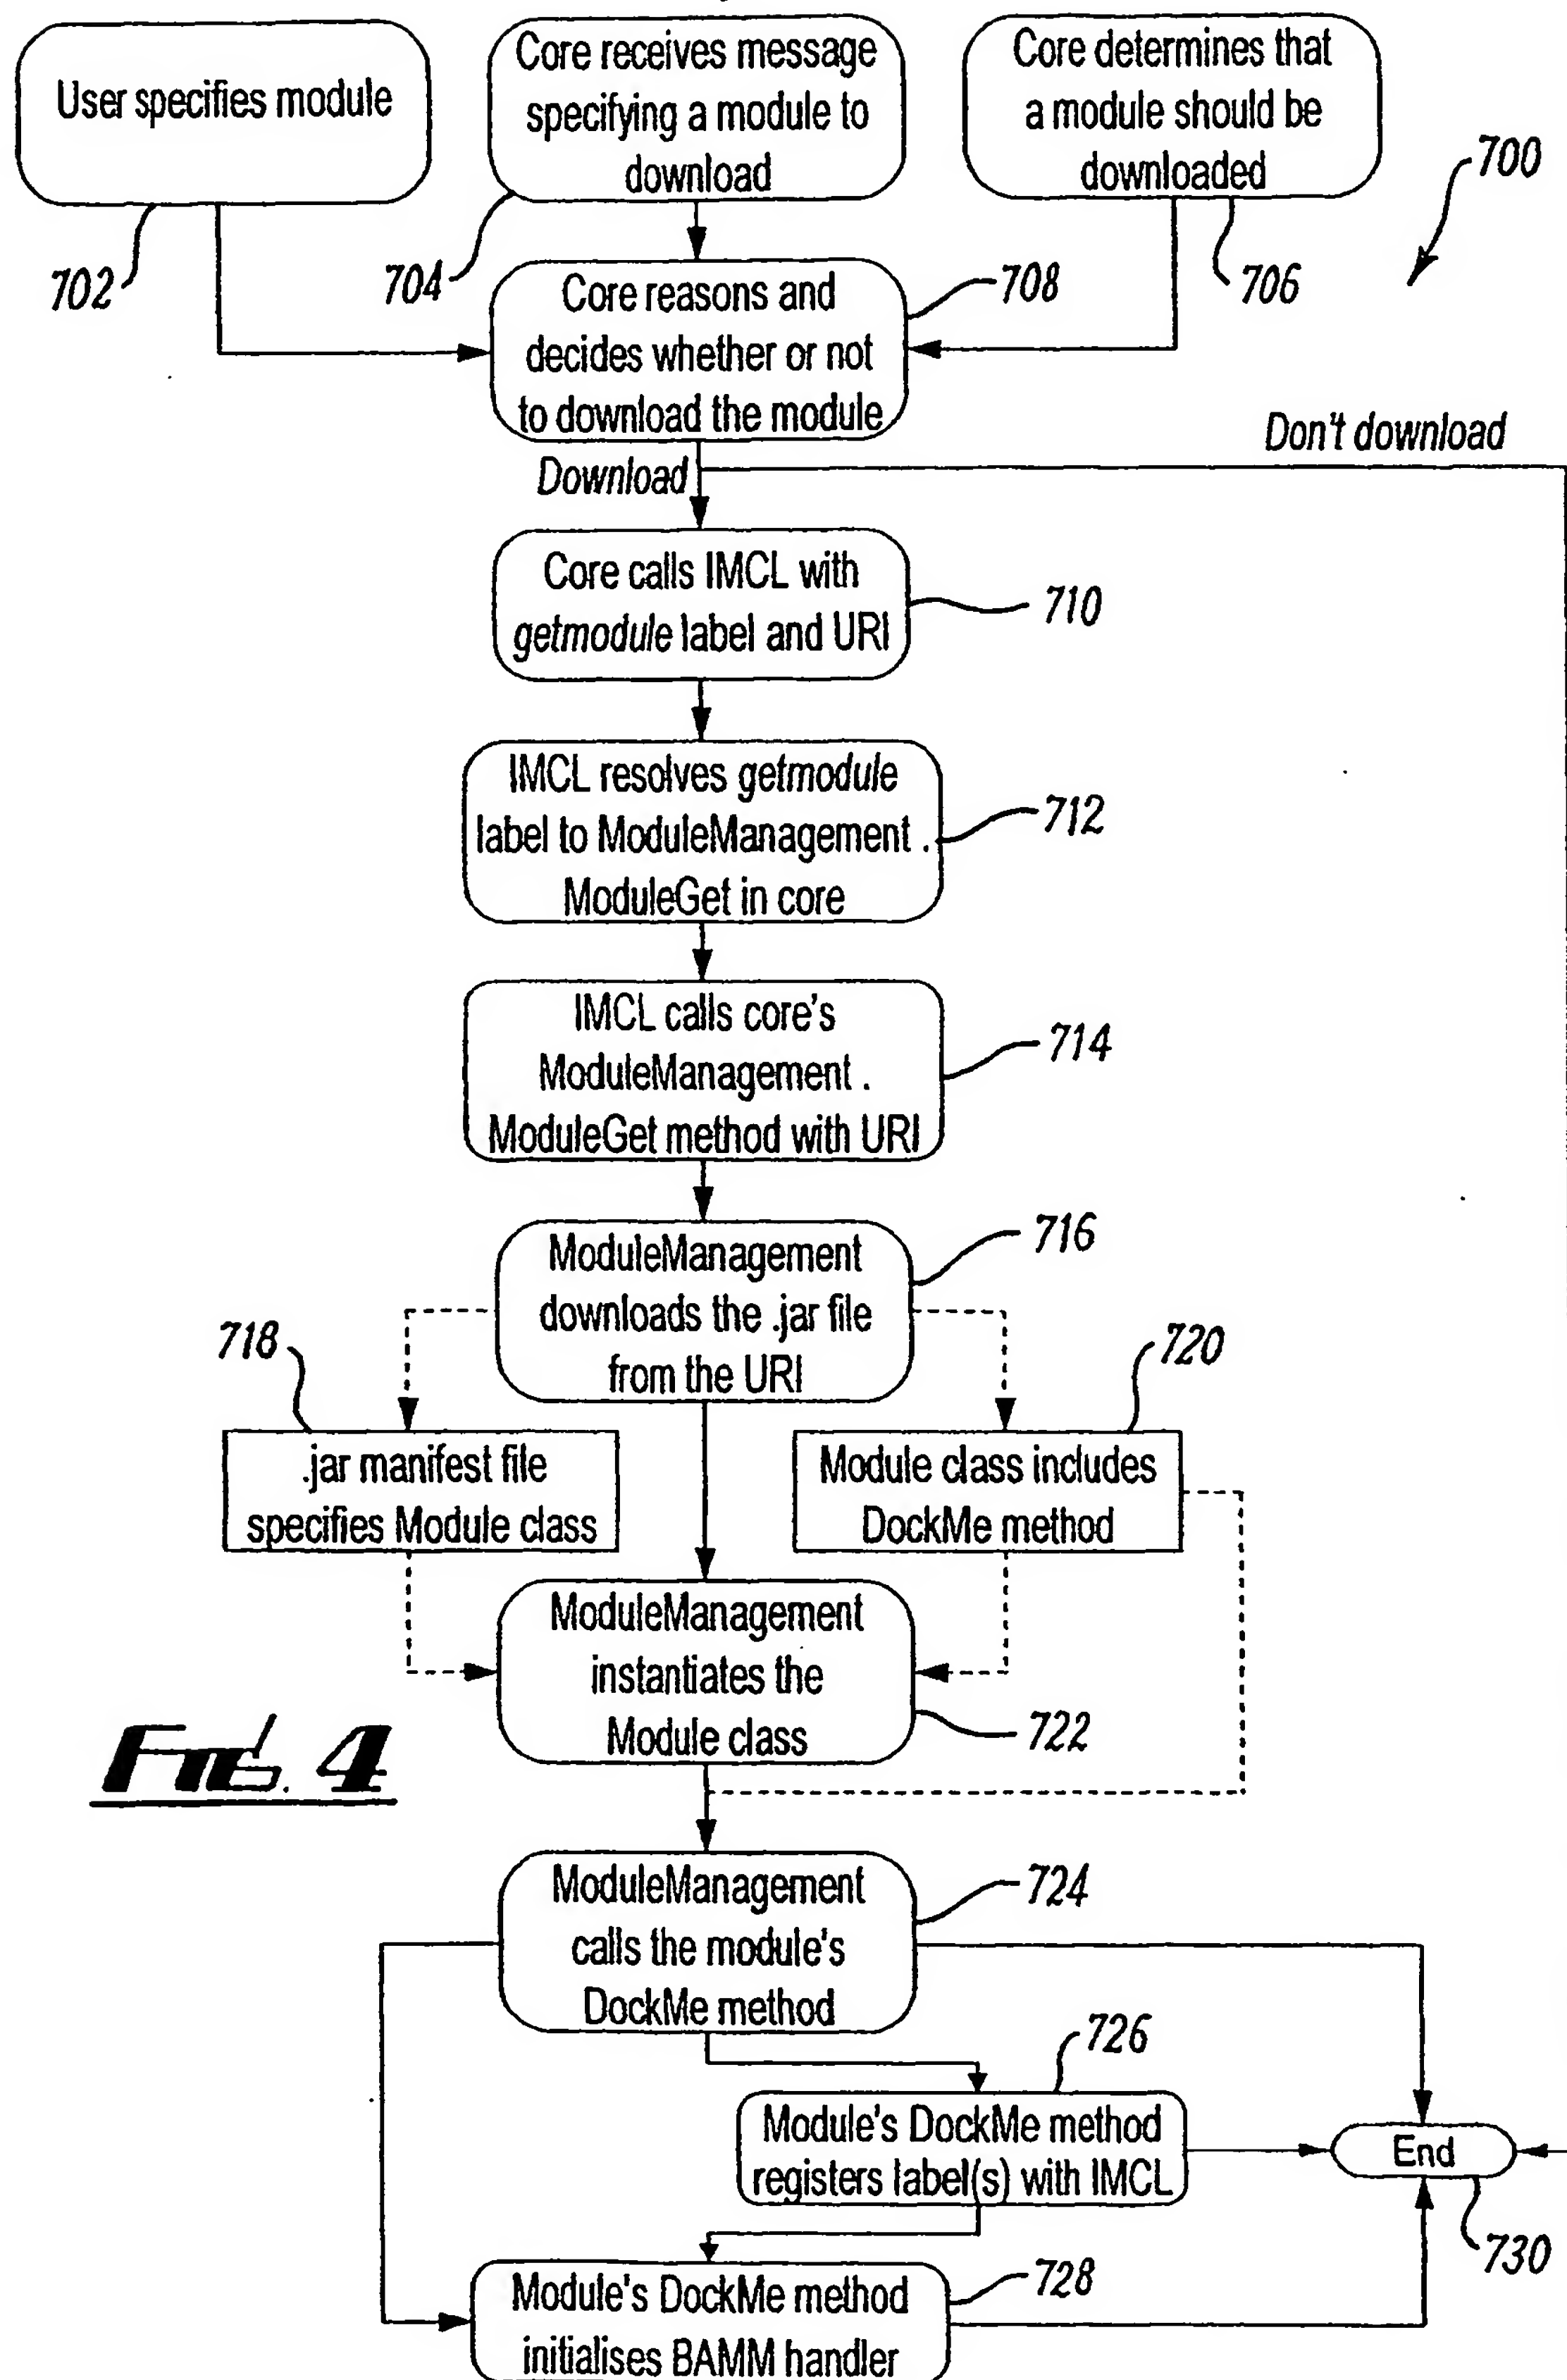 User specifies module
Core receives message
specifying a module to
download
Core determines that
a module should be
downloaded
700
702
704
706
Core reasons and
decides whether or not
to download the module
708
Download
Don't download
Core calls IMCL with
getmodule label and URI
710
IMCL resolves getmodule
label to ModuleManagement .
ModuleGet in core
712
IMCL calls core's
ModuleManagement .
ModuleGet method with URI
714
ModuleManagement
downloads the .jar file
from the URI
716
718
.jar manifest file
specifies Module class
720
Module class includes
DockMe method
ModuleManagement
instantiates the
Module class
722
FIG. 4
ModuleManagement
calls the module's
DockMe method
724
726
Module's DockMe method
registers label(s) with IMCL
End
730
Module's DockMe method
initialises BAMM handler
728